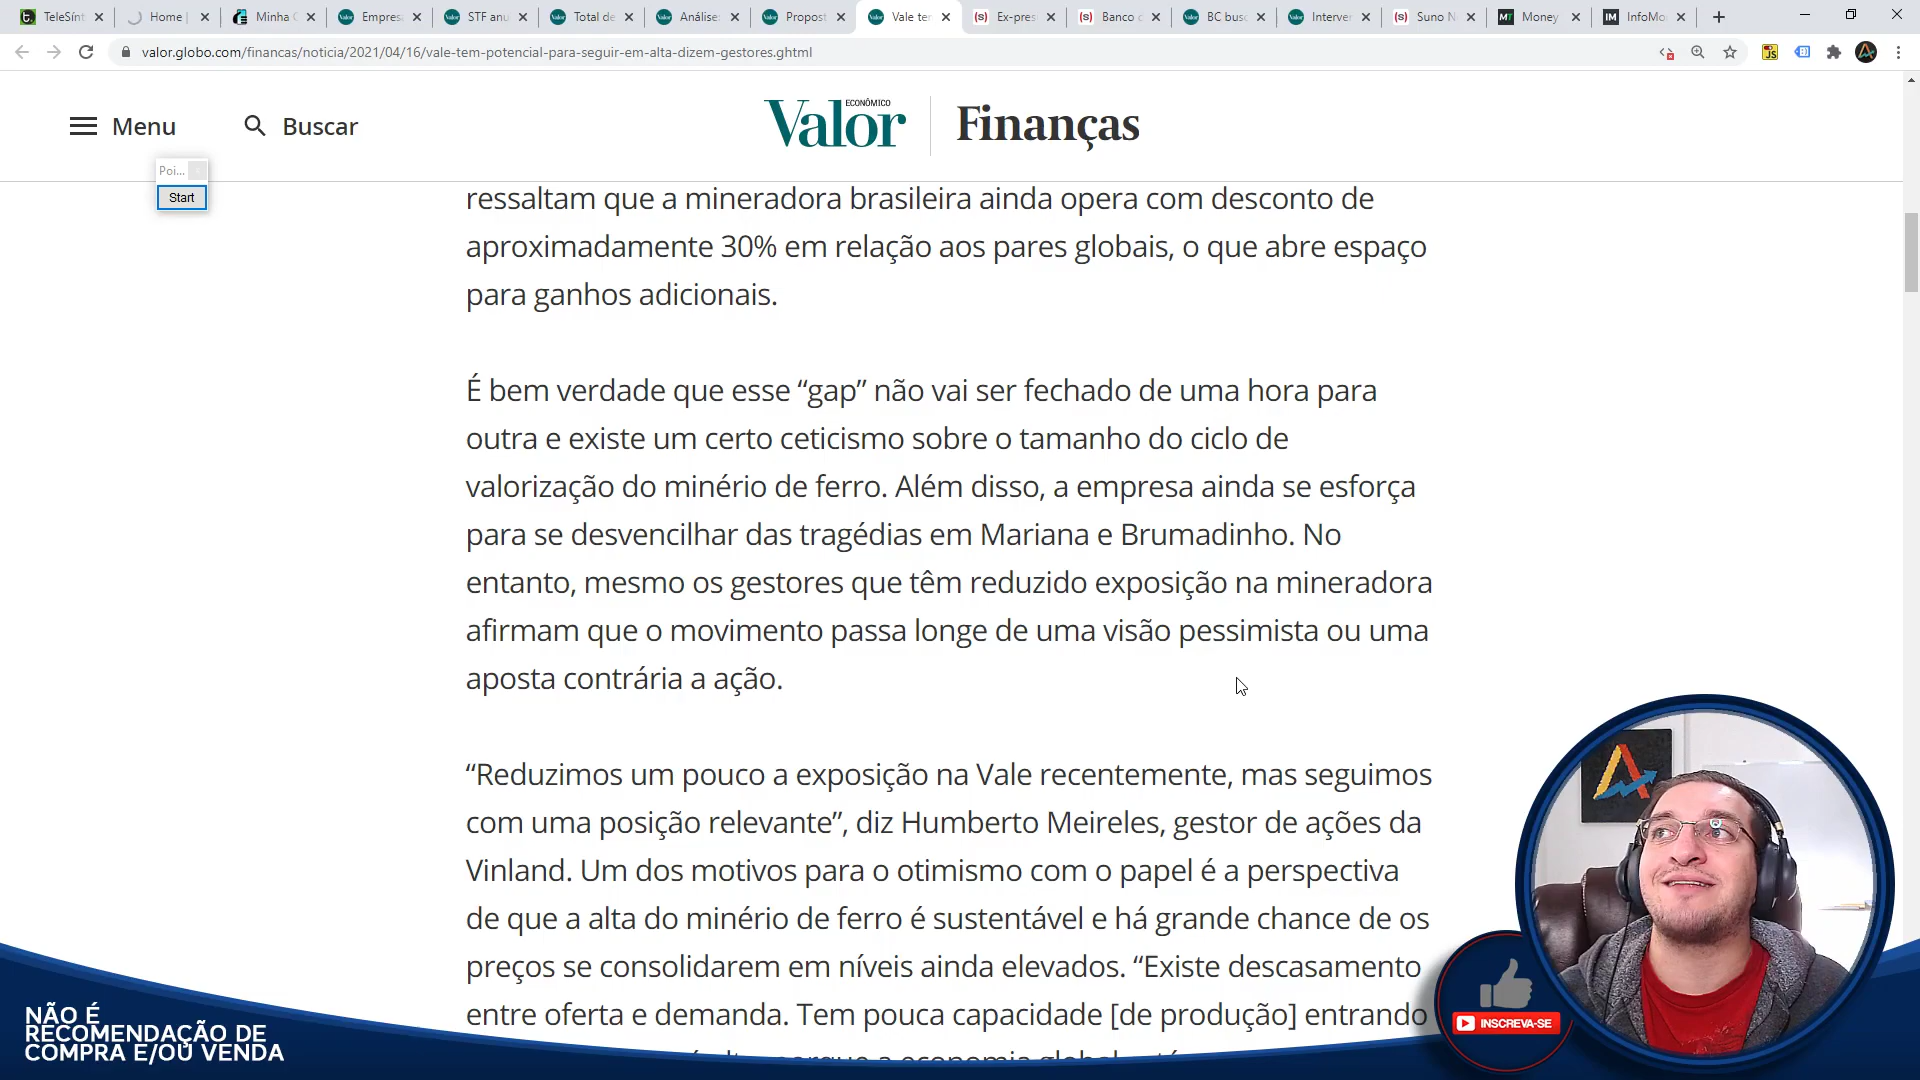 TeleSínt
Home |
Minha
Empres
STF anu
Total de
Análise:
Propost
Vale ter
Ex-pres
Banco
BC busc
Interver
Suno N
Money
InfoMo
valor.globo.com/financas/noticia/2021/04/16/vale-tem-potencial-para-seguir-em-alta-dizem-gestores.ghtml
JS
Menu
Buscar
Valor ECONÔMICO
Finanças
Poi...
Start
ressaltam que a mineradora brasileira ainda opera com desconto de
aproximadamente 30% em relação aos pares globais, o que abre espaço
para ganhos adicionais.
É bem verdade que esse “gap” não vai ser fechado de uma hora para
outra e existe um certo ceticismo sobre o tamanho do ciclo de
valorização do minério de ferro. Além disso, a empresa ainda se esforça
para se desvencilhar das tragédias em Mariana e Brumadinho. No
entanto, mesmo os gestores que têm reduzido exposição na mineradora
afirmam que o movimento passa longe de uma visão pessimista ou uma
aposta contrária a ação.
“Reduzimos um pouco a exposição na Vale recentemente, mas seguimos
com uma posição relevante”, diz Humberto Meireles, gestor de ações da
Vinland. Um dos motivos para o otimismo com o papel é a perspectiva
de que a alta do minério de ferro é sustentável e há grande chance de os
preços se consolidarem em níveis ainda elevados. “Existe descasamento
entre oferta e demanda. Tem pouca capacidade [de produção] entrando
porque a economia global
NÃO É
RECOMENDAÇÃO DE
COMPRA E/OU VENDA
INSCREVA-SE